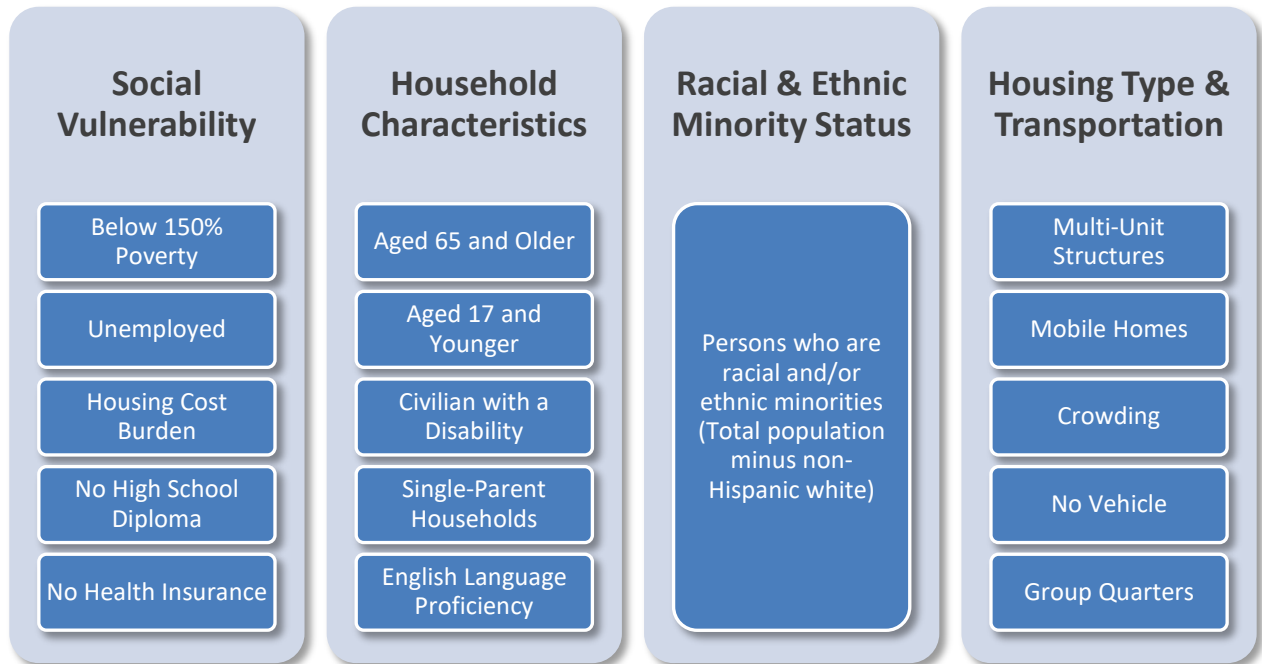 Social
Vulnerability
Below 150%
Poverty
Unemployed
Housing Cost
Burden
No High School
Diploma
No Health Insurance
Household
Characteristics
Aged 65 and Older
Aged 17 and
Younger
Civilian with a
Disability
Single-Parent
Households
English Language
Proficiency
Racial & Ethnic
Minority Status
Persons who are
racial and/or
ethnic minorities
(Total population
minus non-
Hispanic white)
Housing Type &
Transportation
Multi-Unit
Structures
Mobile Homes
Crowding
No Vehicle
Group Quarters